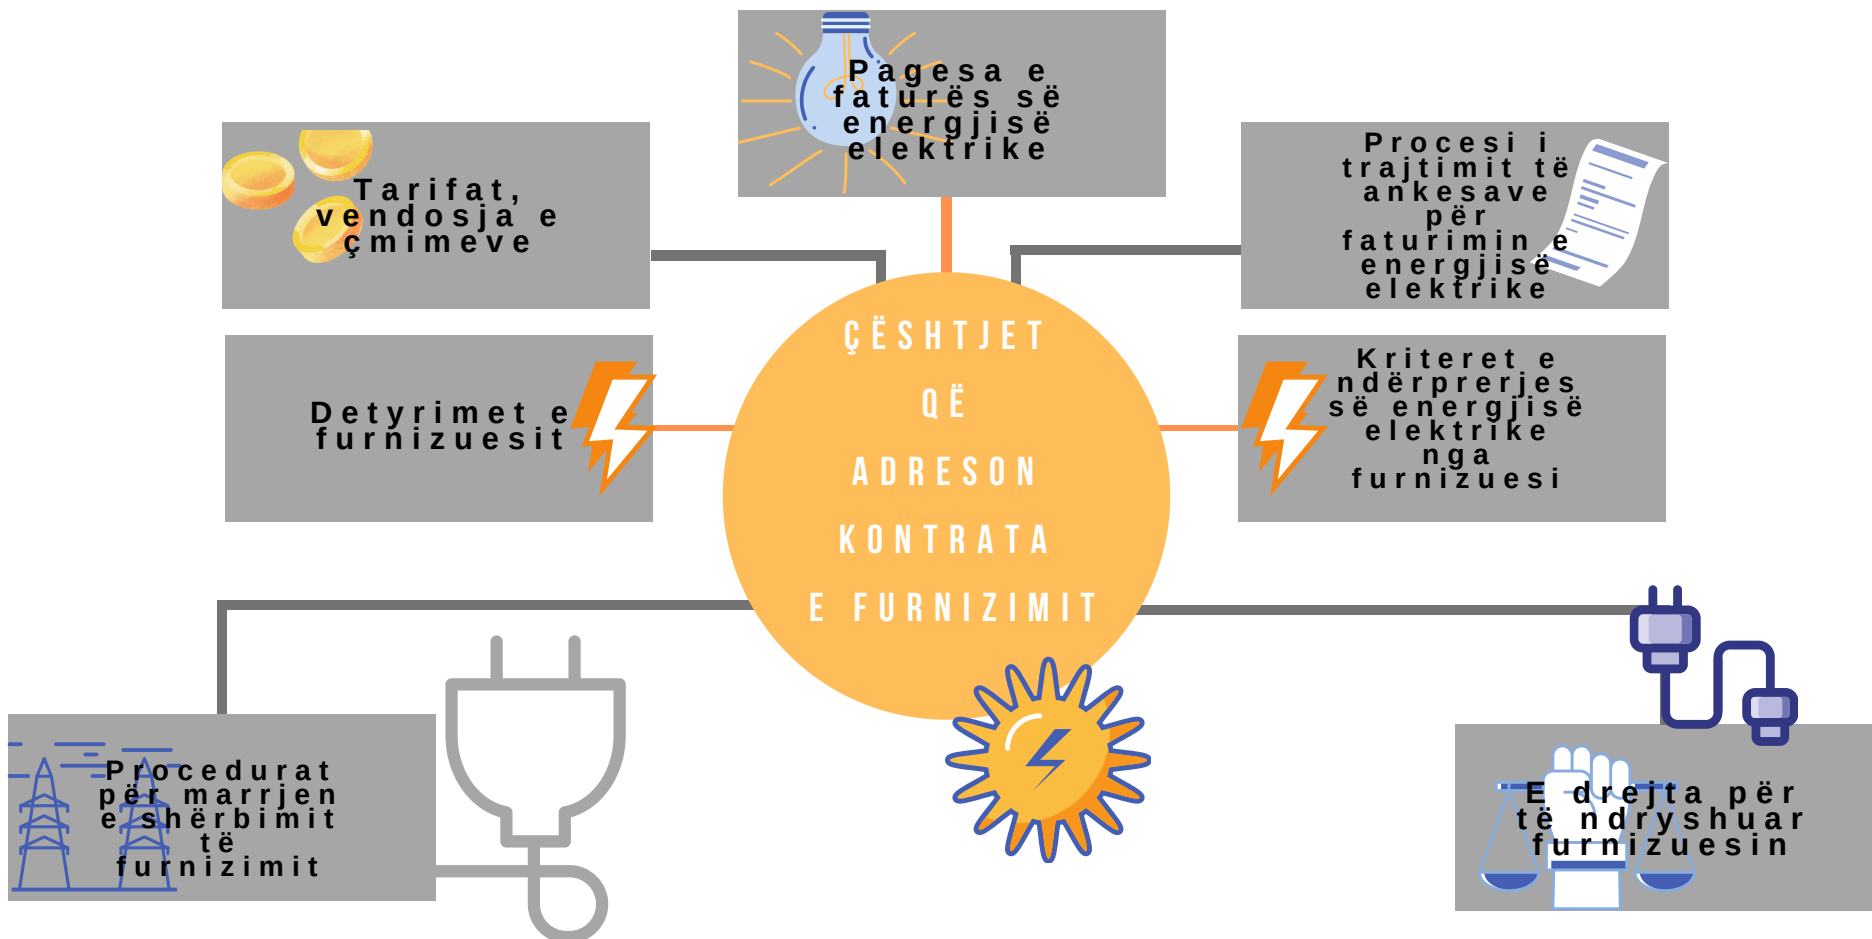 Pagesa e
faturës së
energjisë
elektrike
Tarifat,
vendosja e
çmimeve
Procesi i
trajtimit të
ankesave
për
faturimin e
energjisë
elektrike
ÇËSHTJET
QË
ADRESON
KONTRATA
E FURNIZIMIT
Detyrimet e
furnizuesit
Kriteret e
ndërprerjes
së energjisë
elektrike
nga
furnizuesi
Procedurat
për marrjen
e shërbimit
të
furnizimit
E drejta për
të ndryshuar
furnizuesin